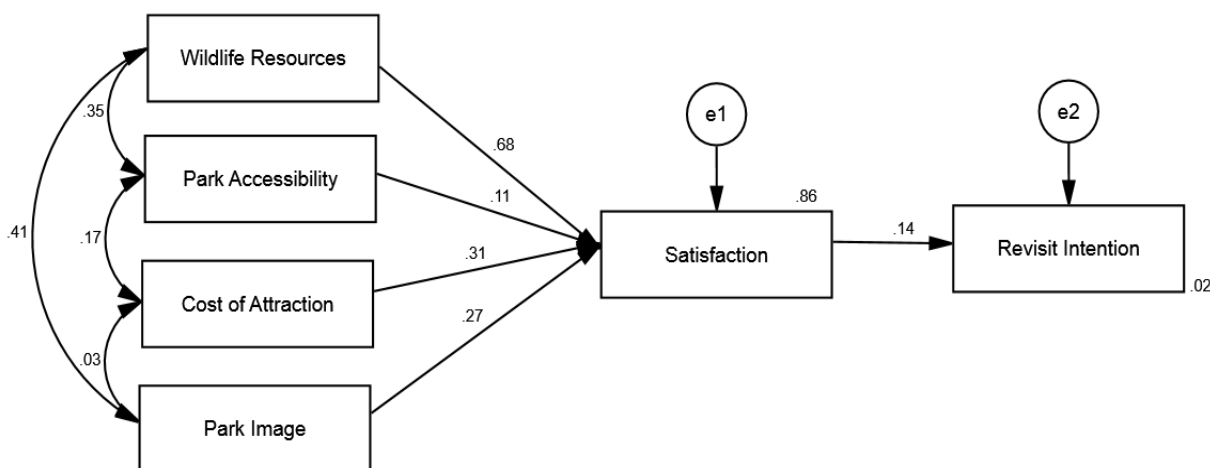 Wildlife Resources
.35
Park Accessibility
.41
.17
Cost of Attraction
.03
Park Image
.68
.11
.31
.27
e1
.86
Satisfaction
.14
e2
Revisit Intention
.02